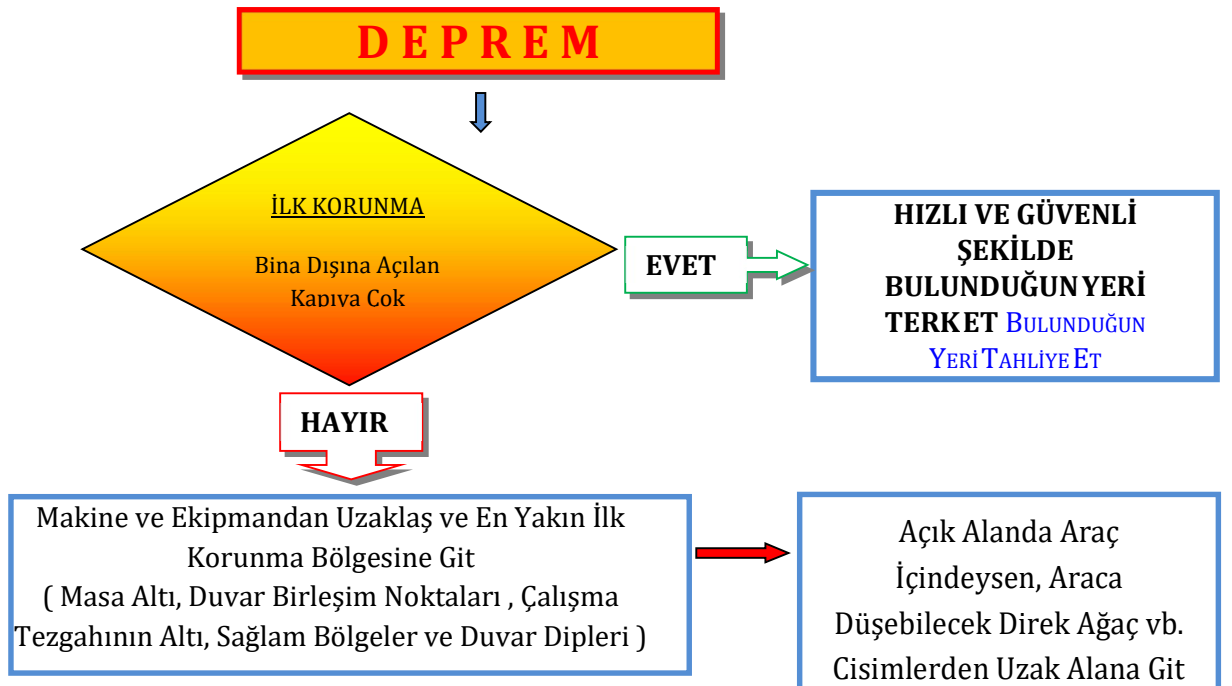 D E P R E M
İLK KORUNMA
Bina Dışına Açılan
Kapıya Çok
EVET
HIZLI VE GÜVENLİ
ŞEKİLDE
BULUNDUĞUN YERİ
TERK ET BULUNDUĞUN
YERİ TAHLİYE ET
HAYIR
Makine ve Ekipmandan Uzaklaş ve En Yakın İlk
Korunma Bölgesine Git
( Masa Altı, Duvar Birleşim Noktaları , Çalışma
Tezgahının Altı, Sağlam Bölgeler ve Duvar Dipleri )
Açık Alanda Araç
İçindeysen, Araca
Düşebilecek Direk Ağaç vb.
Cisimlerden Uzak Alana Git